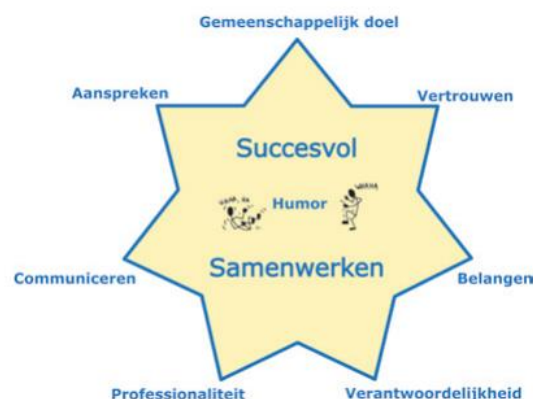 Gemeenschappelijk doel
Aanspreken
Vertrouwen
Succesvol
Humor
Samenwerken
Communiceren
Belangen
Professionaliteit
Verantwoordelijkheid